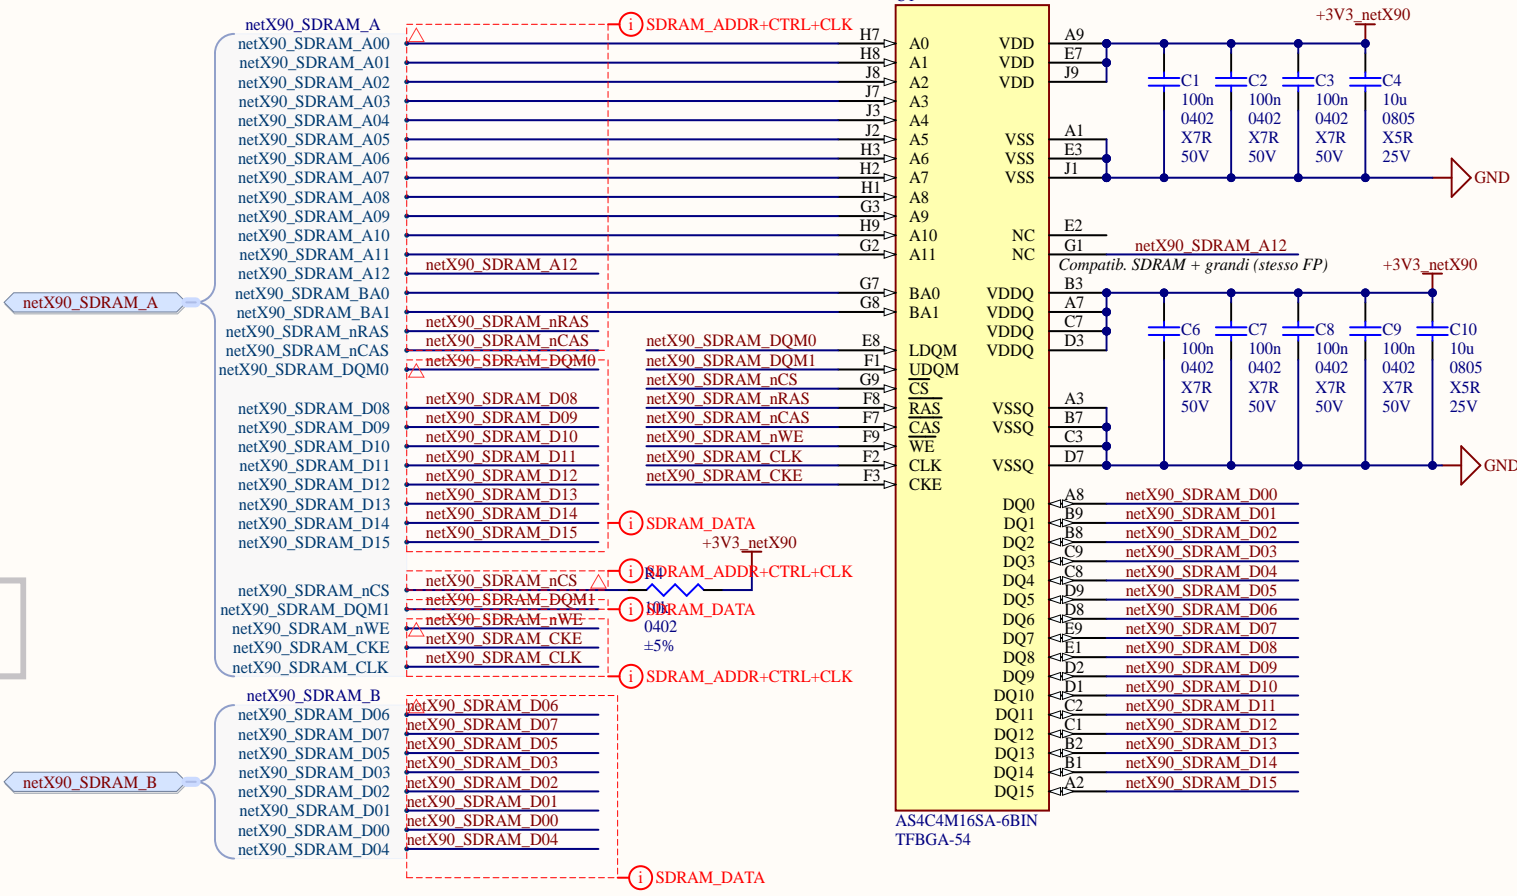 netX90_SDRAM_A
netX90_SDRAM_A
netX90_SDRAM_A00
netX90_SDRAM_A01
netX90_SDRAM_A02
netX90_SDRAM_A03
netX90_SDRAM_A04
netX90_SDRAM_A05
netX90_SDRAM_A06
netX90_SDRAM_A07
netX90_SDRAM_A08
netX90_SDRAM_A09
netX90_SDRAM_A10
netX90_SDRAM_A11
netX90_SDRAM_A12
netX90_SDRAM_BA0
netX90_SDRAM_BA1
netX90_SDRAM_nRAS
netX90_SDRAM_nCAS
netX90_SDRAM_DQM0
netX90_SDRAM_D08
netX90_SDRAM_D09
netX90_SDRAM_D10
netX90_SDRAM_D11
netX90_SDRAM_D12
netX90_SDRAM_D13
netX90_SDRAM_D14
netX90_SDRAM_D15
netX90_SDRAM_nCS
netX90_SDRAM_DQM1
netX90_SDRAM_nWE
netX90_SDRAM_CKE
netX90_SDRAM_CLK
netX90_SDRAM_B
netX90_SDRAM_B
netX90_SDRAM_D06
netX90_SDRAM_D07
netX90_SDRAM_D05
netX90_SDRAM_D03
netX90_SDRAM_D02
netX90_SDRAM_D01
netX90_SDRAM_D00
netX90_SDRAM_D04
i SDRAM_ADDR+CTRL+CLK
netX90_SDRAM_A12
netX90_SDRAM_nRAS
netX90_SDRAM_nCAS
netX90_SDRAM_DQM0
netX90_SDRAM_D08
netX90_SDRAM_D09
netX90_SDRAM_D10
netX90_SDRAM_D11
netX90_SDRAM_D12
netX90_SDRAM_D13
netX90_SDRAM_D14
netX90_SDRAM_D15
i SDRAM_DATA
+3V3_netX90
i SDRAM_ADDR+CTRL+CLK
R4
netX90_SDRAM_nCS
netX90_SDRAM_DQM1
i SDRAM_DATA
10k
0402
±5%
netX90_SDRAM_nWE
netX90_SDRAM_CKE
netX90_SDRAM_CLK
i SDRAM_ADDR+CTRL+CLK
netX90_SDRAM_D06
netX90_SDRAM_D07
netX90_SDRAM_D05
netX90_SDRAM_D03
netX90_SDRAM_D02
netX90_SDRAM_D01
netX90_SDRAM_D00
netX90_SDRAM_D04
i SDRAM_DATA
H7 A0
H8 A1
J8 A2
J7 A3
J3 A4
J2 A5
H3 A6
H2 A7
H1 A8
G3 A9
H9 A10
G2 A11
G7 BA0
G8 BA1
netX90_SDRAM_DQM0 E8 LDQM
netX90_SDRAM_DQM1 F1 UDQM
netX90_SDRAM_nCS G9 CS
netX90_SDRAM_nRAS F8 RAS
netX90_SDRAM_nCAS F7 CAS
netX90_SDRAM_nWE F9 WE
netX90_SDRAM_CLK F2 CLK
netX90_SDRAM_CKE F3 CKE
VDD A9
VDD E7
VDD J9
VSS A1
VSS E3
VSS J1
NC E2
NC G1 netX90_SDRAM_A12
Compatib. SDRAM + grandi (stesso FP)
VDDQ B3
VDDQ A7
VDDQ C7
VDDQ D3
VSSQ A3
VSSQ B7
C3
VSSQ D7
DQ0 A8 netX90_SDRAM_D00
DQ1 B9 netX90_SDRAM_D01
DQ2 B8 netX90_SDRAM_D02
DQ3 C9 netX90_SDRAM_D03
DQ4 C8 netX90_SDRAM_D04
DQ5 D9 netX90_SDRAM_D05
DQ6 D8 netX90_SDRAM_D06
DQ7 E9 netX90_SDRAM_D07
DQ8 E1 netX90_SDRAM_D08
DQ9 D2 netX90_SDRAM_D09
DQ10 D1 netX90_SDRAM_D10
DQ11 C2 netX90_SDRAM_D11
DQ12 C1 netX90_SDRAM_D12
DQ13 B2 netX90_SDRAM_D13
DQ14 B1 netX90_SDRAM_D14
DQ15 A2 netX90_SDRAM_D15
AS4C4M16SA-6BIN
TFBGA-54
+3V3_netX90
C1 C2 C3 C4
100n 100n 100n 10u
0402 0402 0402 0805
X7R X7R X7R X5R
50V 50V 50V 25V
GND
+3V3_netX90
C6 C7 C8 C9 C10
100n 100n 100n 100n 10u
0402 0402 0402 0402 0805
X7R X7R X7R X7R X5R
50V 50V 50V 50V 25V
GND